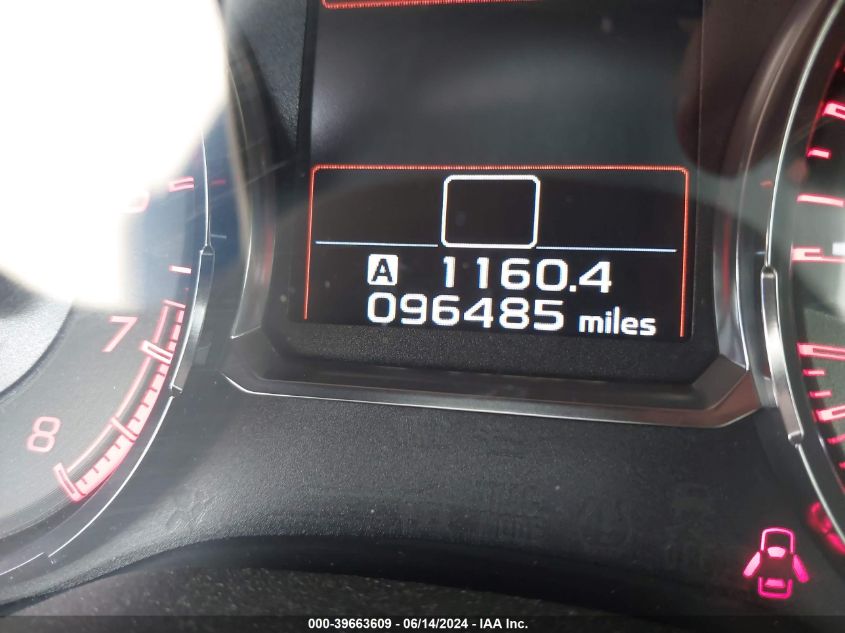 A 1160.4
096485 miles
7
8
000-39663609 - 06/14/2024 - IAA Inc.